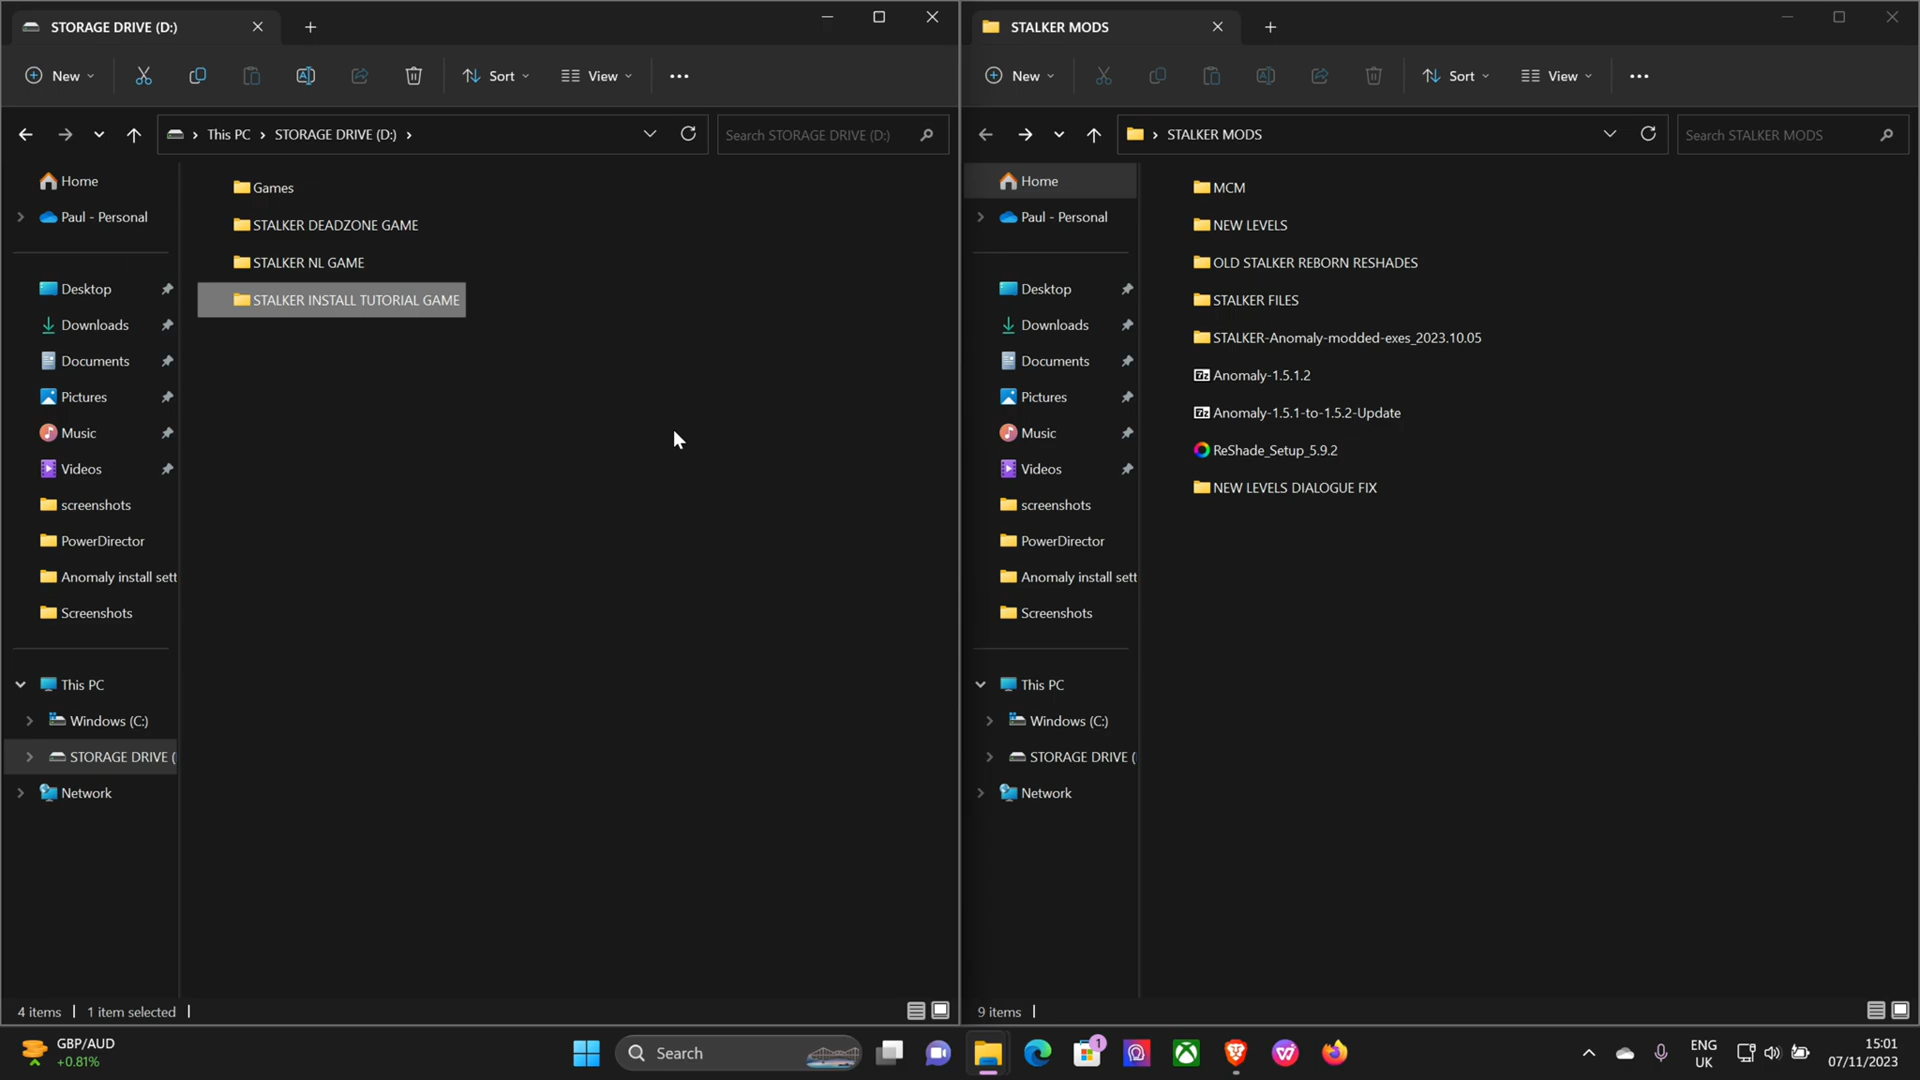 STORAGE DRIVE (D:)
New
Sort
View
This PC > STORAGE DRIVE (D:) >
Search STORAGE DRIVE (D:)
Home
Paul - Personal
Desktop
Downloads
Documents
Pictures
Music
Videos
screenshots
PowerDirector
Anomaly install sett
Screenshots
This PC
Windows (C:)
STORAGE DRIVE (
Network
Games
STALKER DEADZONE GAME
STALKER NL GAME
STALKER INSTALL TUTORIAL GAME
4 items
1 item selected
STALKER MODS
New
Sort
View
STALKER MODS
Search STALKER MODS
Home
Paul - Personal
Desktop
Downloads
Documents
Pictures
Music
Videos
screenshots
PowerDirector
Anomaly install sett
Screenshots
This PC
Windows (C:)
STORAGE DRIVE (
Network
MCM
NEW LEVELS
OLD STALKER REBORN RESHADES
STALKER FILES
STALKER-Anomaly-modded-exes_2023.10.05
7z Anomaly-1.5.1.2
7z Anomaly-1.5.1-to-1.5.2-Update
ReShade_Setup_5.9.2
NEW LEVELS DIALOGUE FIX
9 items
GBP/AUD
+0.81%
Search
1
ENG
UK
15:01
07/11/2023